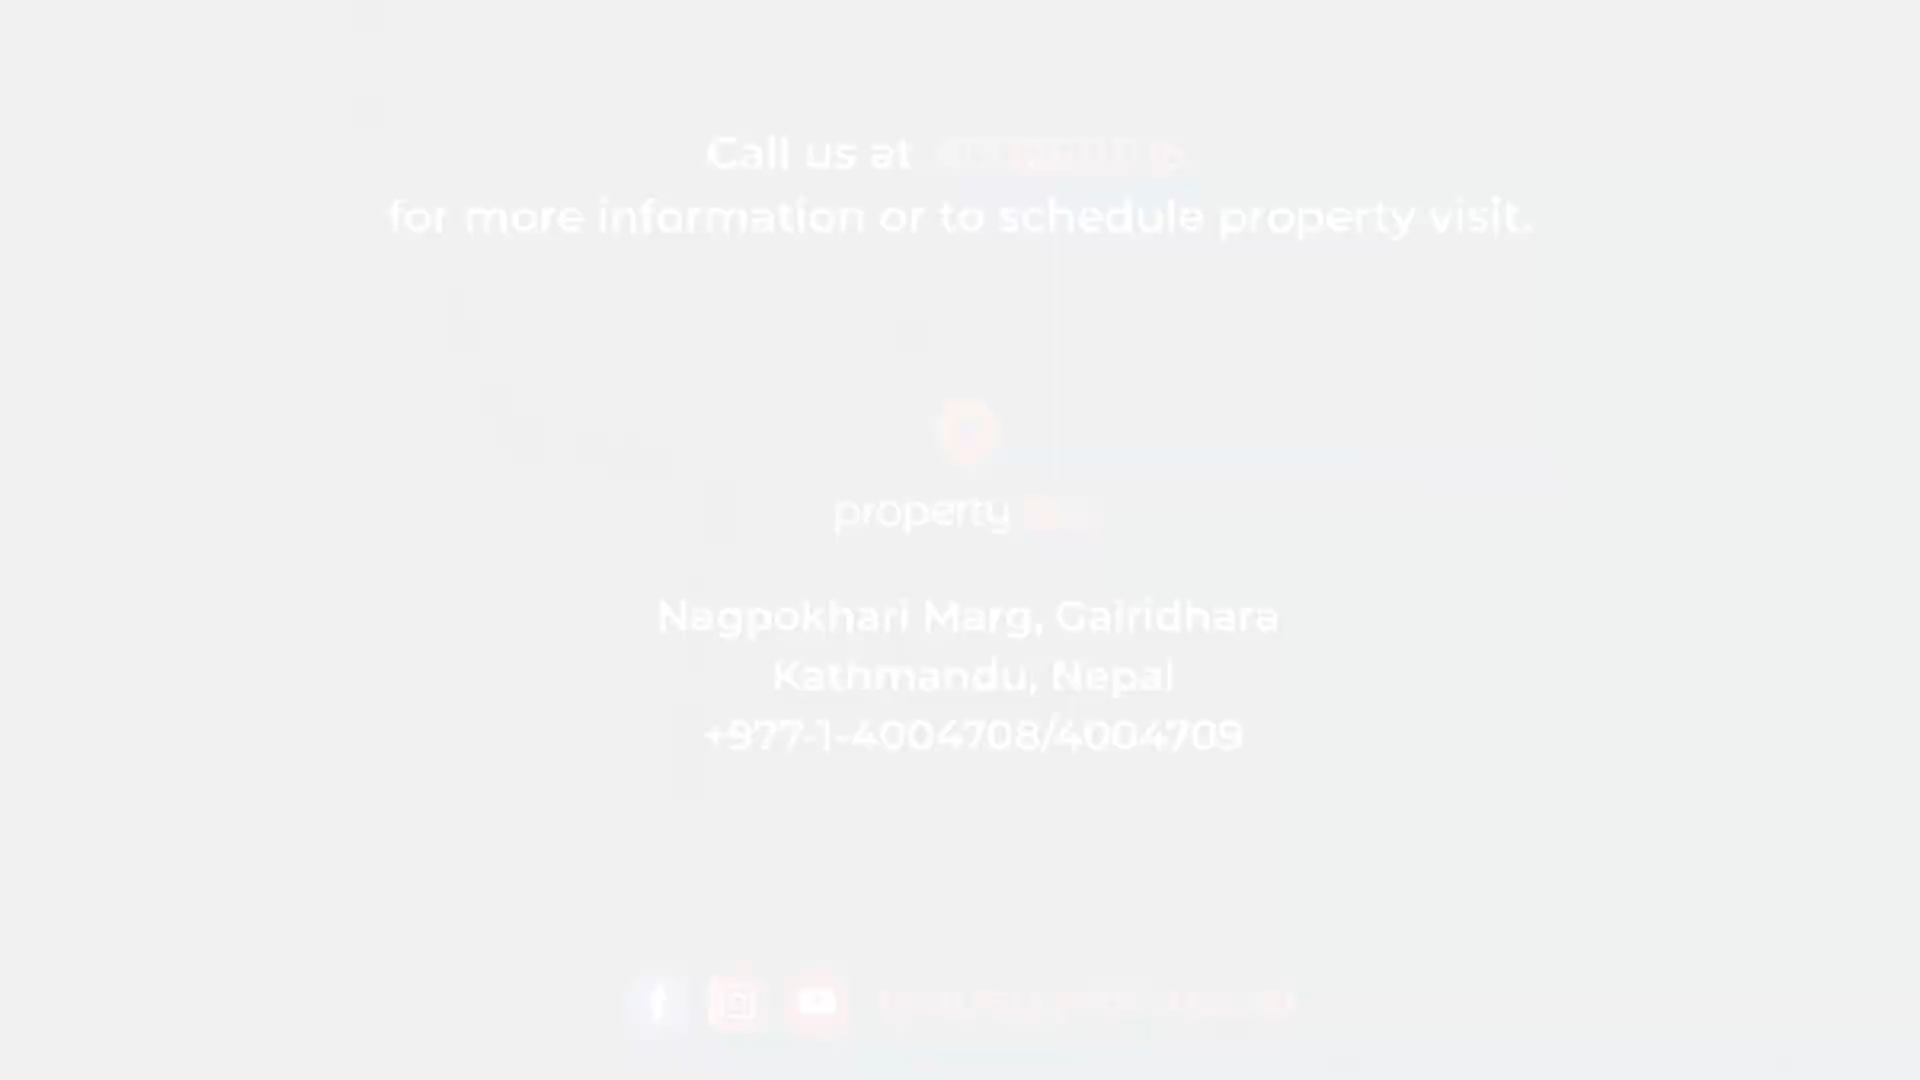 Call us at
for more information or to schedule property visit.
property
Nagpokhari Marg, Gairidhara
Kathmandu, Nepal
+977-1-4004708/4004709